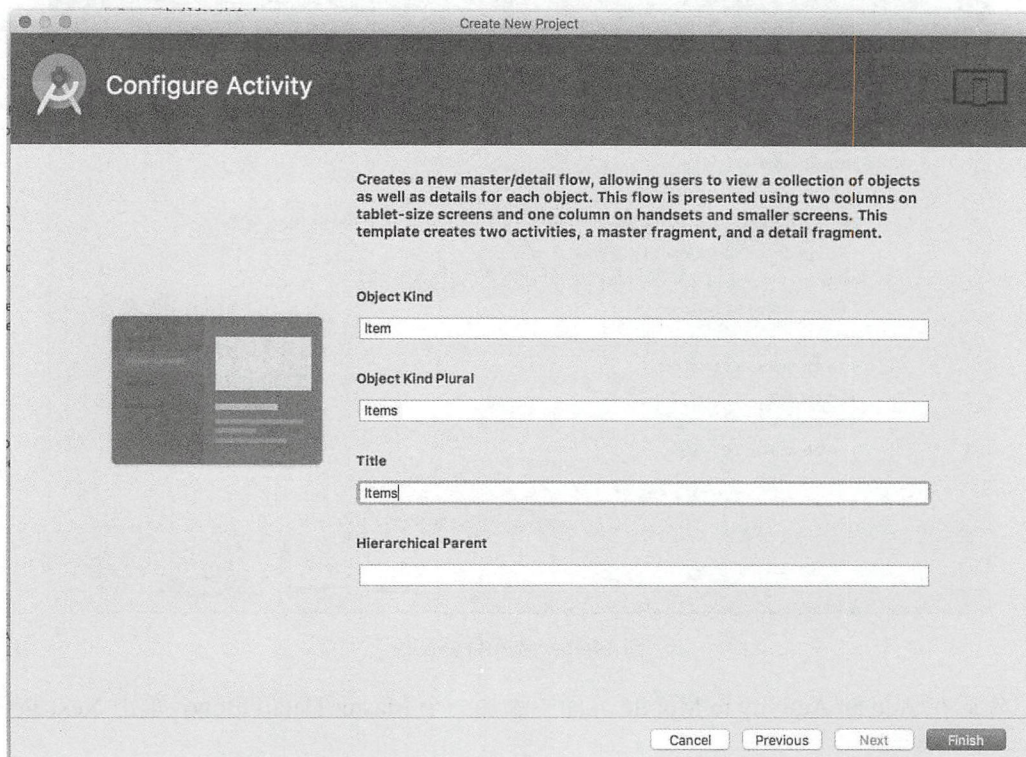 Create New Project
Configure Activity
Creates a new master/detail flow, allowing users to view a collection of objects
as well as details for each object. This flow is presented using two columns on
tablet-size screens and one column on handsets and smaller screens. This
template creates two activities, a master fragment, and a detail fragment.
Object Kind
Item
Object Kind Plural
Items
Title
Items
Hierarchical Parent
Cancel
Previous
Next
Finish